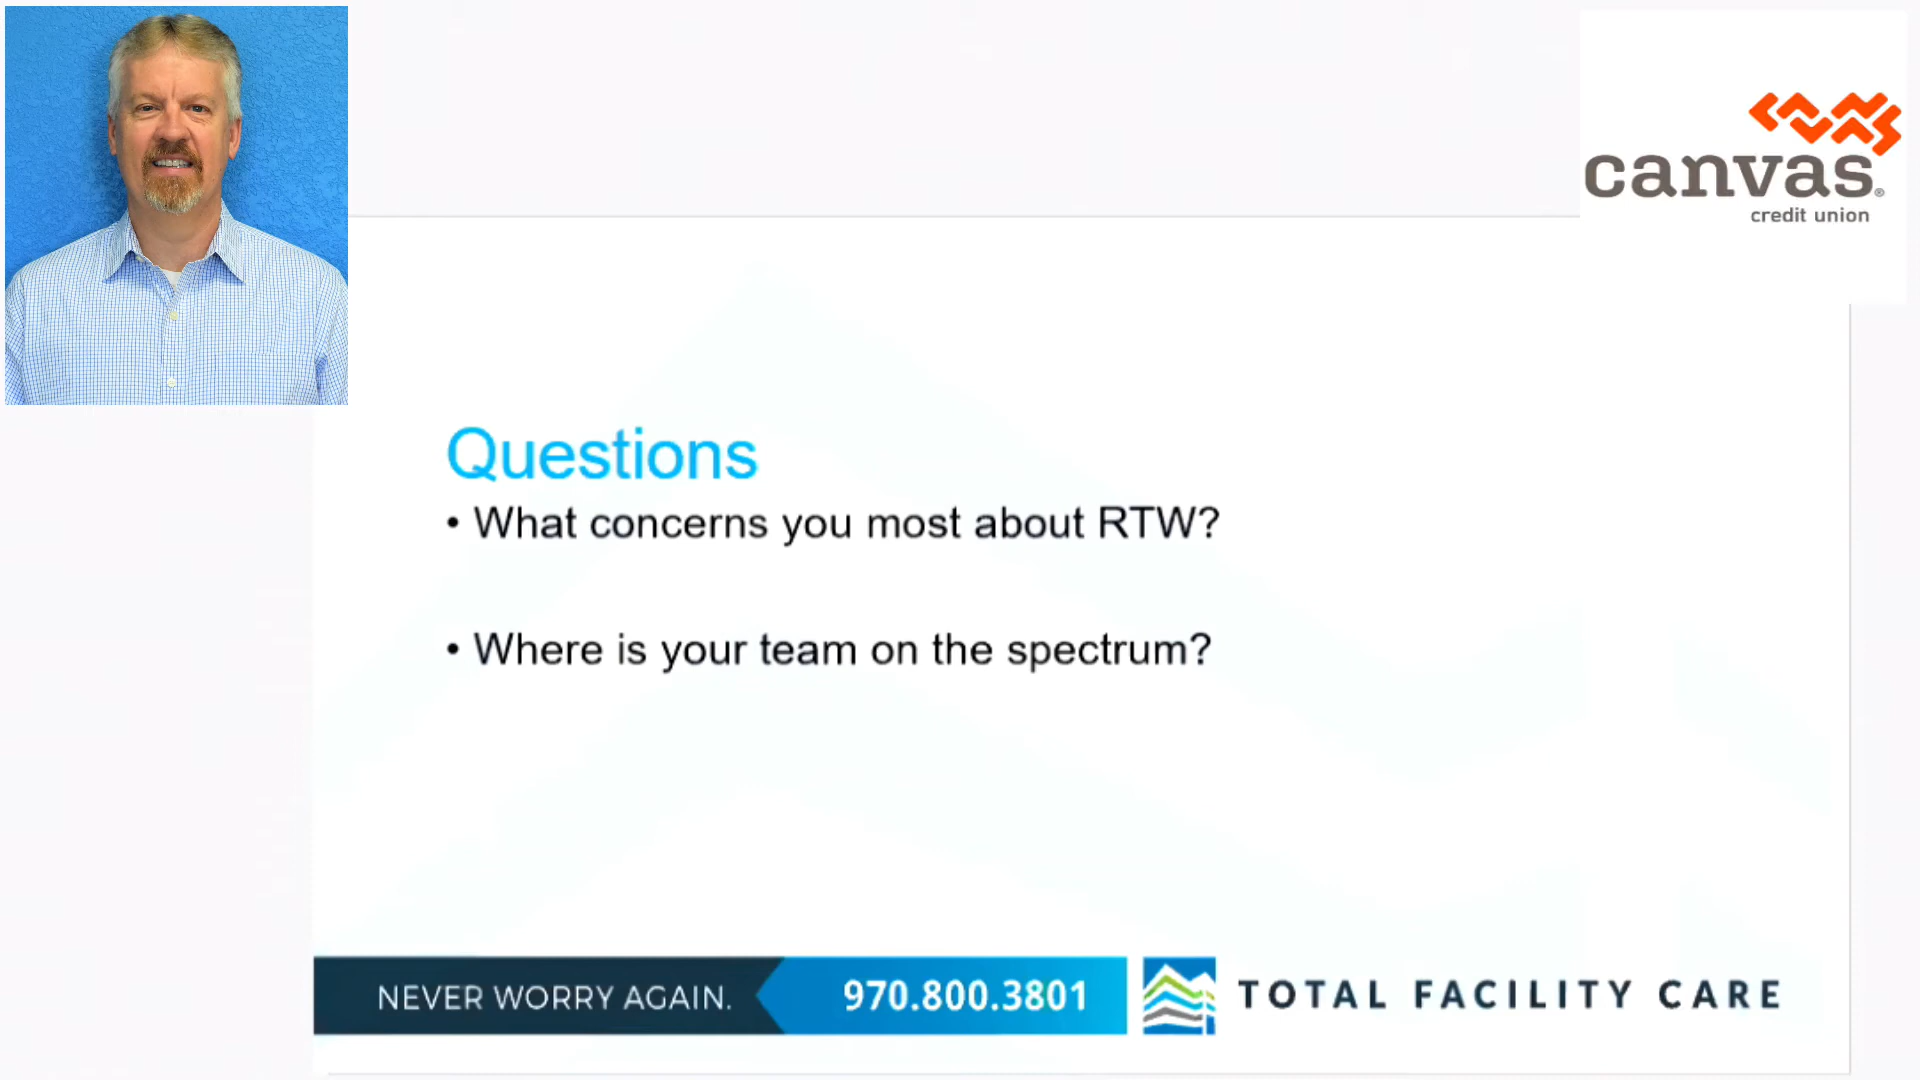 canvas®
credit union
Questions
• What concerns you most about RTW?
• Where is your team on the spectrum?
NEVER WORRY AGAIN.
970.800.3801
TOTAL FACILITY CARE